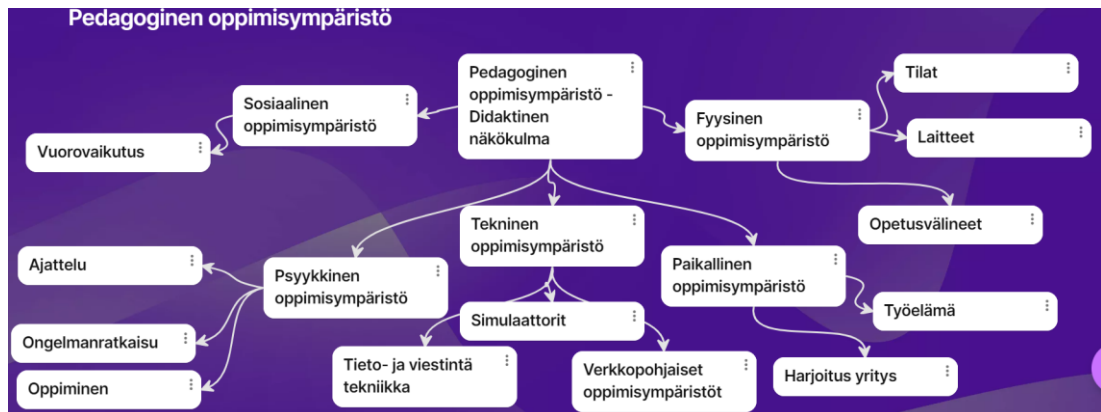 Pedagoginen oppimisympäristö
Pedagoginen
oppimisympäristö -
Didaktinen
näkökulma
Sosiaalinen
oppimisympäristö
Vuorovaikutus
Fyysinen
oppimisympäristö
Tilat
Laitteet
Opetusvälineet
Tekninen
oppimisympäristö
Psyykkinen
oppimisympäristö
Ajattelu
Ongelmanratkaisu
Oppiminen
Paikallinen
oppimisympäristö
Työelämä
Simulaattorit
Tieto- ja viestintä
tekniikka
Verkkopohjaiset
oppimisympäristöt
Harjoitus yritys